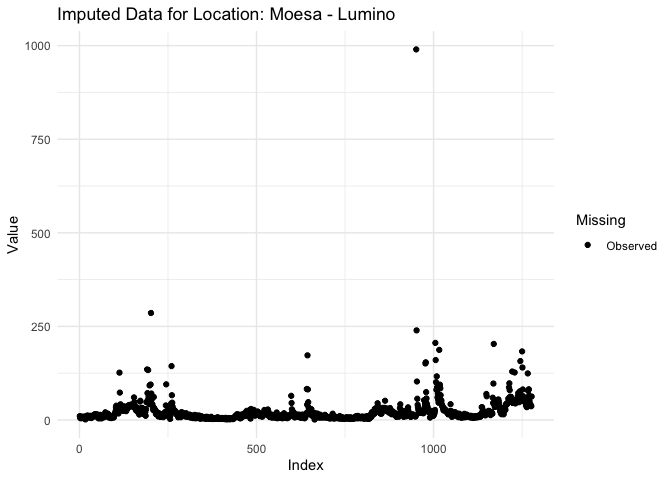 Imputed Data for Location: Moesa - Lumino
1000
750
500
250
0
Value
0 500 1000
Index
Missing
Observed